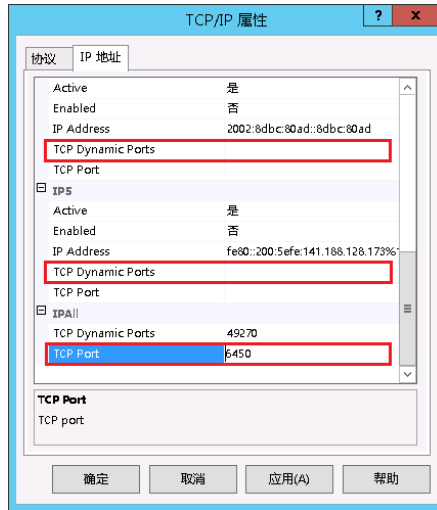 TCP/IP 属性
? x
协议 IP 地址
Active 是
Enabled 否
IP Address 2002:8dbc:80ad::8dbc:80ad
TCP Dynamic Ports
TCP Port
IP5
Active 是
Enabled 否
IP Address fe80::200:5efe:141.188.128.173%
TCP Dynamic Ports
TCP Port
IPAll
TCP Dynamic Ports 49270
TCP Port 6450
TCP Port
TCP port
确定 取消 应用(A) 帮助